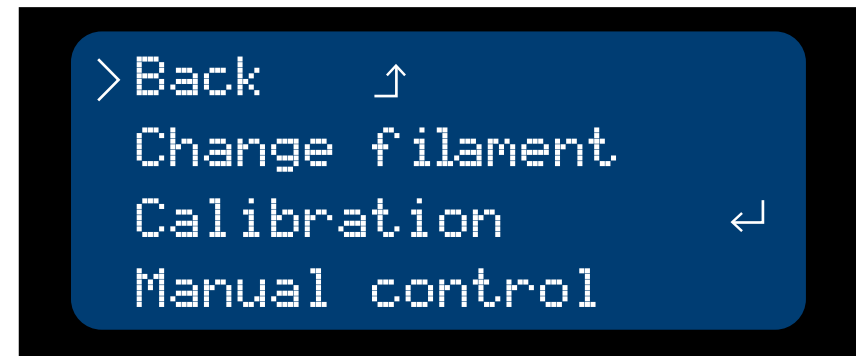 >Back ⮥
Change filament
Calibration ↵
Manual control